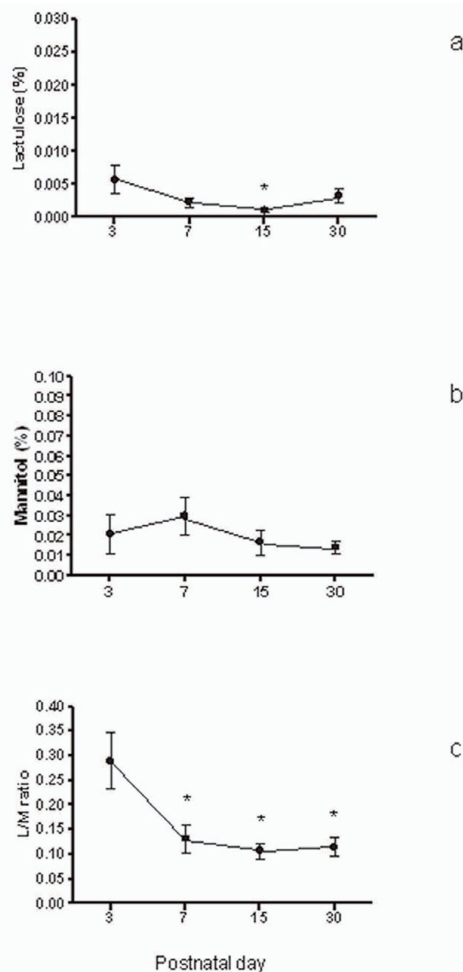 a
Lactulose (%)
0.030
0.025
0.020
0.015
0.010
0.005
0.000
*
3 7 15 30
b
Mannitol (%)
0.10
0.09
0.08
0.07
0.06
0.05
0.04
0.03
0.02
0.01
0.00
3 7 15 30
c
L/M ratio
0.40
0.35
0.30
0.25
0.20
0.15
0.10
0.05
0.00
* * *
3 7 15 30
Postnatal day